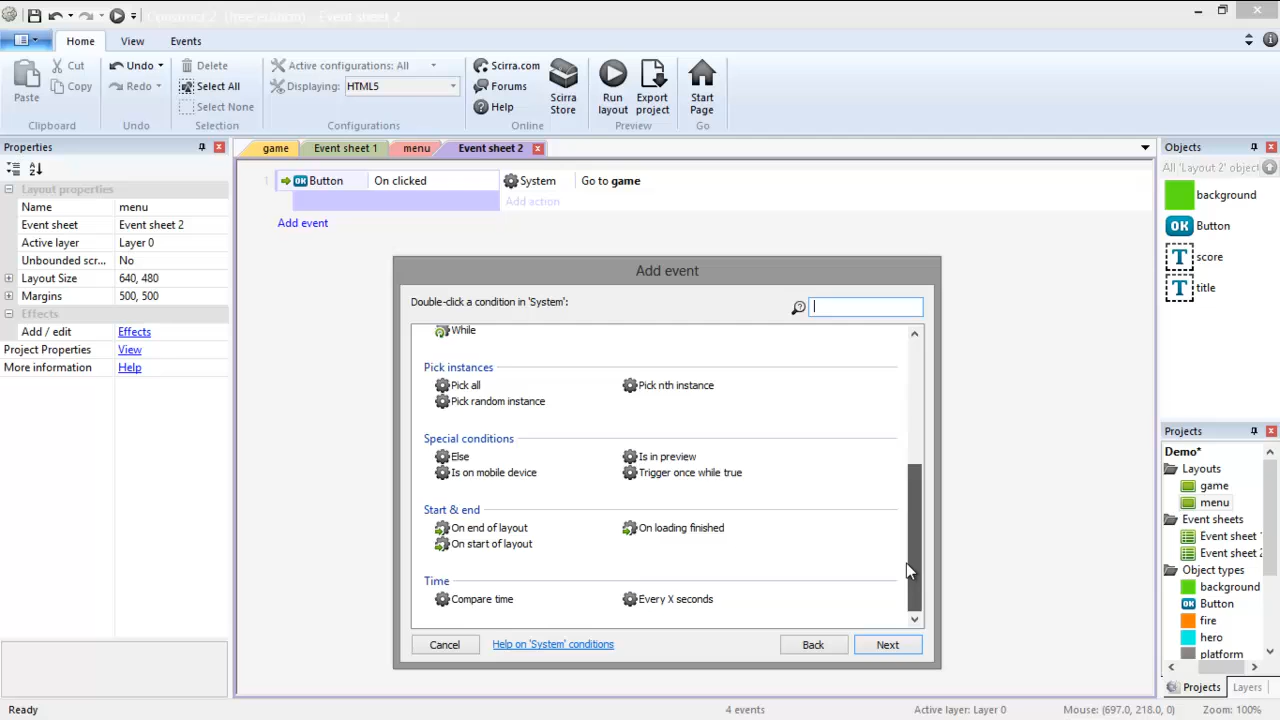 Construct 2 (free edition) - Event sheet 2
Home View Events
Paste
Cut
Copy
Clipboard
Undo
Redo
Undo
Delete
Select All
Select None
Selection
Active configurations: All
Displaying: HTML5
Configurations
Scirra.com
Forums
Help
Scirra
Store
Online
Run
layout
Export
project
Preview
Start
Page
Go
Properties
Layout properties
Name menu
Event sheet Event sheet 2
Active layer Layer 0
Unbounded scr... No
Layout Size 640, 480
Margins 500, 500
Effects
Add / edit Effects
Project Properties View
More information Help
game Event sheet 1 menu Event sheet 2
1 OK Button On clicked System Go to game
Add action
Add event
Add event
Double-click a condition in 'System':
While
Pick instances
Pick all Pick nth instance
Pick random instance
Special conditions
Else Is in preview
Is on mobile device Trigger once while true
Start & end
On end of layout On loading finished
On start of layout
Time
Compare time Every X seconds
Cancel Help on 'System' conditions Back Next
Objects
All 'Layout 2' object
background
OK Button
T score
T title
Projects
Demo*
Layouts
game
menu
Event sheets
Event sheet
Event sheet 2
Object types
background
OK Button
fire
hero
platform
Projects Layers
Ready 4 events Active layer: Layer 0 Mouse: (697.0, 218.0, 0) Zoom: 100%